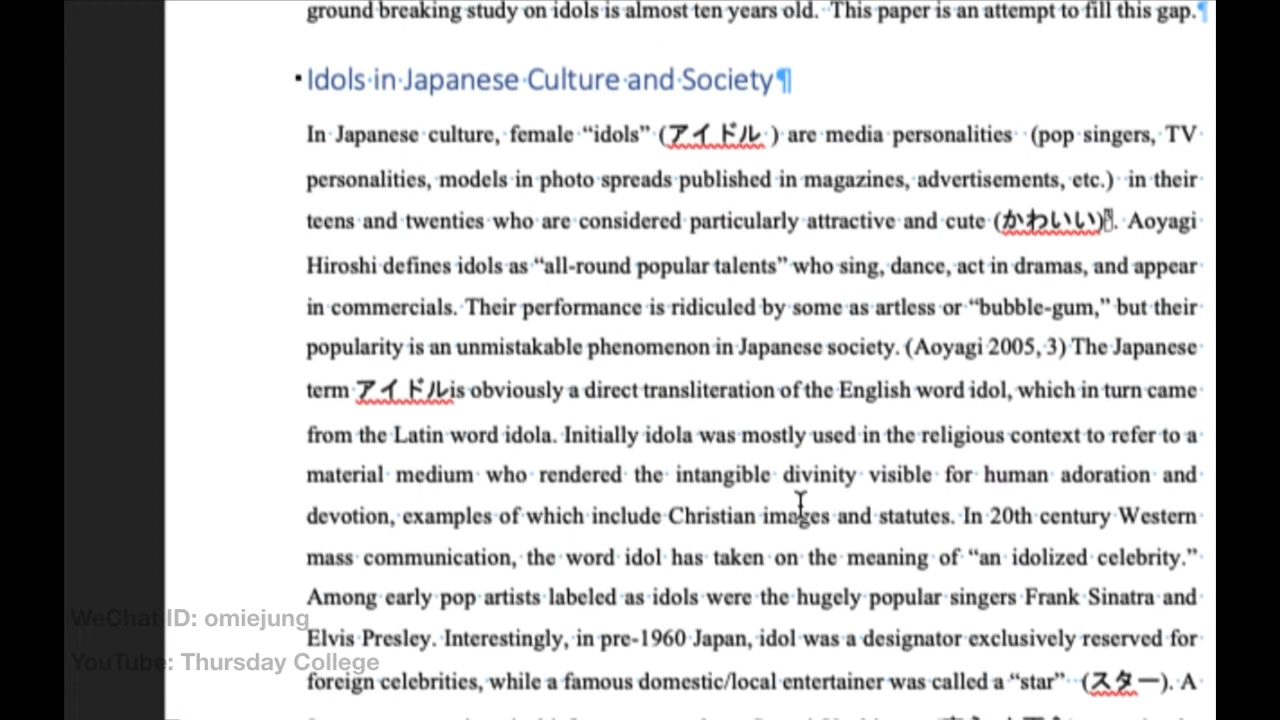 ground breaking study on idols is almost ten years old. This paper is an attempt to fill this gap.¶
Idols in Japanese Culture and Society¶
In Japanese culture, female “idols” (アイドル ) are media personalities (pop singers, TV
personalities, models in photo spreads published in magazines, advertisements, etc.) in their
teens and twenties who are considered particularly attractive and cute (かわいい). Aoyagi
Hiroshi defines idols as “all-round popular talents” who sing, dance, act in dramas, and appear
in commercials. Their performance is ridiculed by some as artless or “bubble-gum,” but their
popularity is an unmistakable phenomenon in Japanese society. (Aoyagi 2005, 3) The Japanese
term アイドルis obviously a direct transliteration of the English word idol, which in turn came
from the Latin word idola. Initially idola was mostly used in the religious context to refer to a
material medium who rendered the intangible divinity visible for human adoration and
devotion, examples of which include Christian images and statutes. In 20th century Western
mass communication, the word idol has taken on the meaning of “an idolized celebrity.”
Among early pop artists labeled as idols were the hugely popular singers Frank Sinatra and
Elvis Presley. Interestingly, in pre-1960 Japan, idol was a designator exclusively reserved for
foreign celebrities, while a famous domestic/local entertainer was called a “star” (スター). A
WeChat ID: omiejung
YouTube: Thursday College